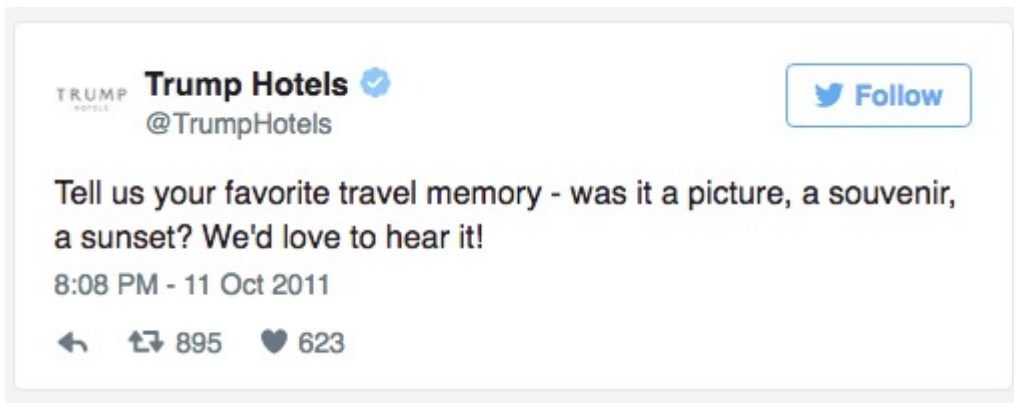 TRUMP
HOTELS
Trump Hotels
@TrumpHotels
Follow
Tell us your favorite travel memory - was it a picture, a souvenir,
a sunset? We'd love to hear it!
8:08 PM - 11 Oct 2011
895 623